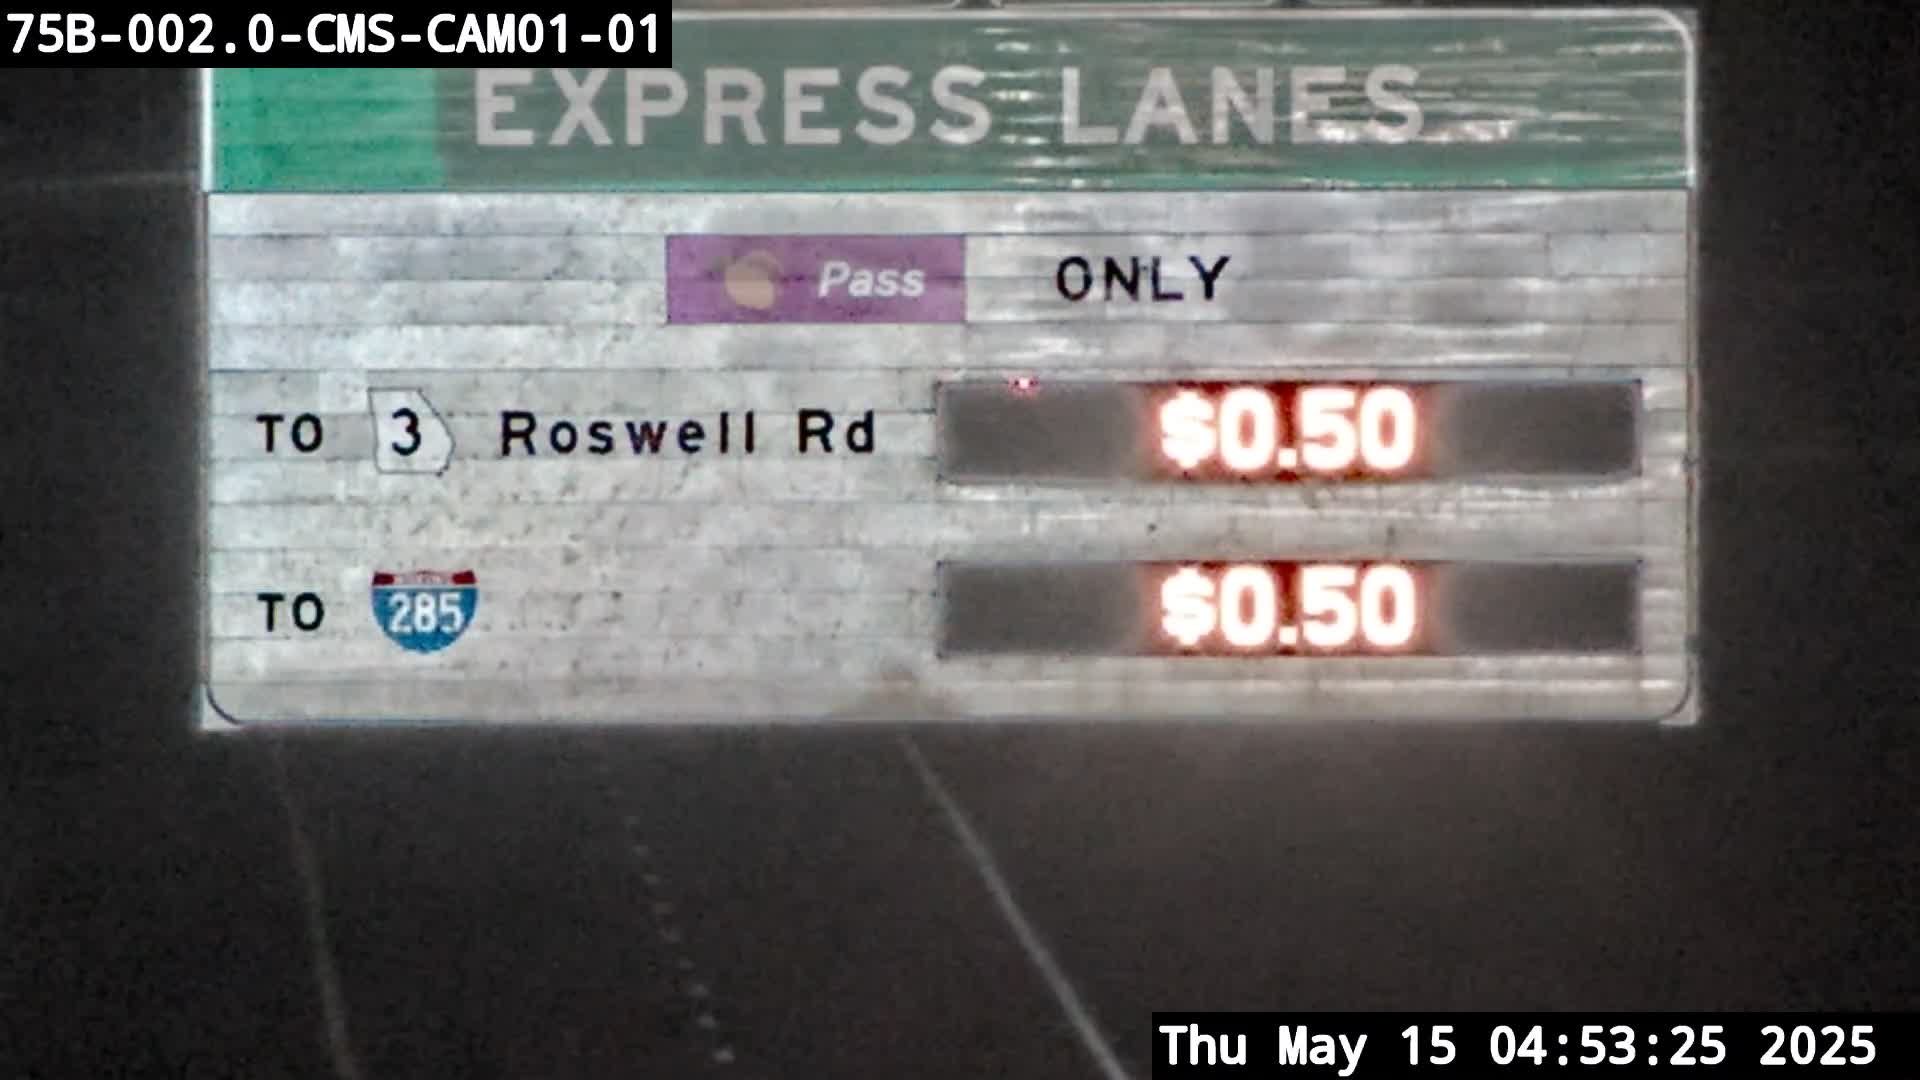 75B-002.0-CMS-CAM01-01
EXPRESS LANES
Pass ONLY
TO 3 Roswell Rd $0.50
TO 285 $0.50
Thu May 15 04:53:25 2025